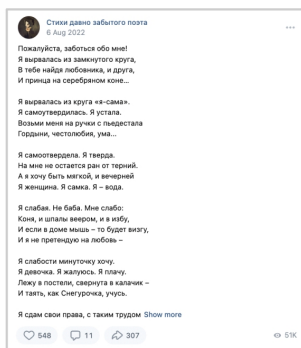 Стихи давно забытого поэта
6 Aug 2022
Пожалуйста, заботься обо мне!
Я вырвалась из замкнутого круга,
В тебе найдя любовника, и друга,
И принца на серебряном коне...
Я вырвалась из круга «я-сама».
Я самоутвердилась. Я устала.
Возьми меня на ручки с пьедестала
Гордыни, честолюбия, ума...
Я самоотвердела. Я тверда.
На мне не остается ран от терний.
А я хочу быть мягкой, и вечерней
Я женщина. Я самка. Я – вода.
Я слабая. Не баба. Мне слабо:
Коня, и шпалы веером, и в избу,
И если в доме мышь – то будет визгу,
И я не претендую на любовь –
Я слабости минуточку хочу.
Я девочка. Я жалуюсь. Я плачу.
Лежу в постели, свернута в калачик –
И таять, как Снегурочка, учусь.
Я сдам свои права, с таким трудом Show more
548 11 307 51K